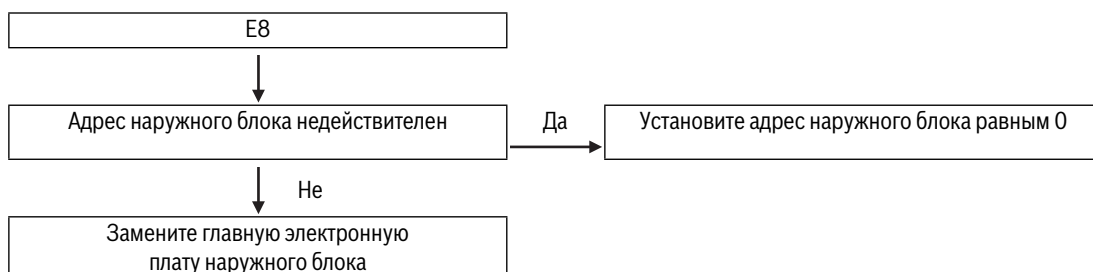 E8
Адрес наружного блока недействителен
Да
Установите адрес наружного блока равным 0
Не
Замените главную электронную
плату наружного блока